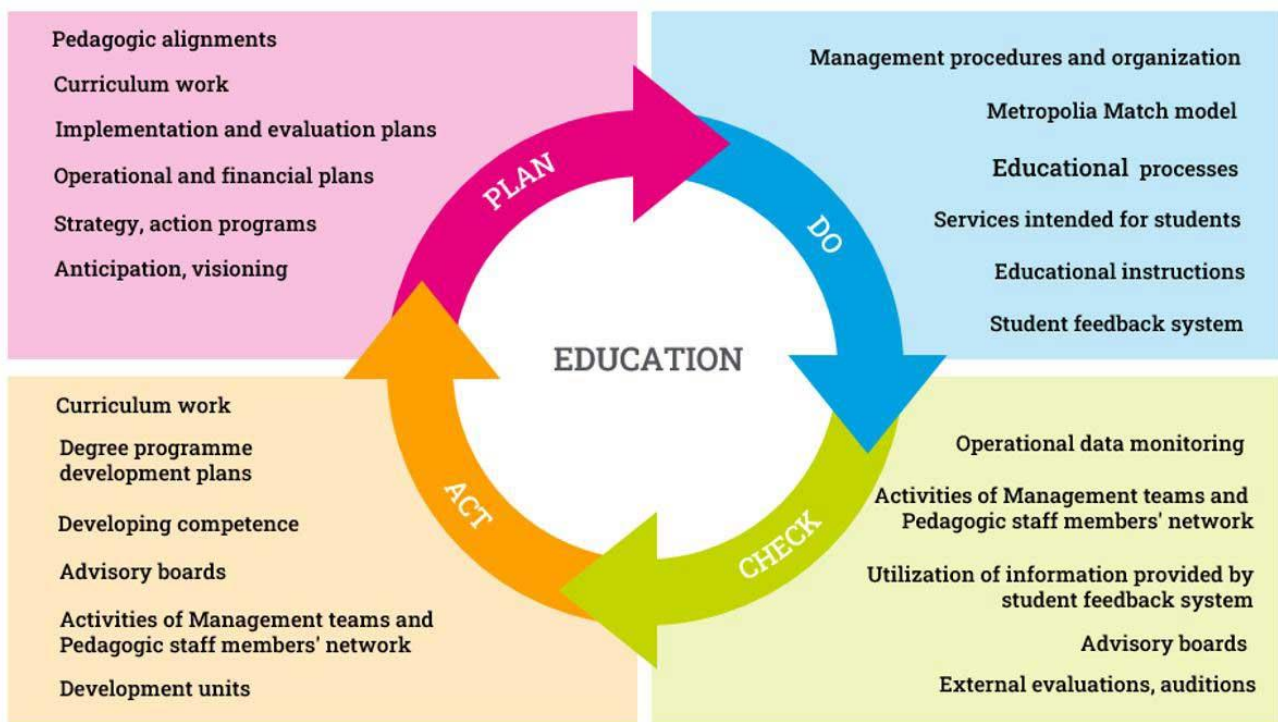 Pedagogic alignments
Curriculum work
Implementation and evaluation plans
Operational and financial plans
Strategy, action programs
Anticipation, visioning
PLAN
Management procedures and organization
Metropolia Match model
Educational processes
Services intended for students
Educational instructions
Student feedback system
DO
EDUCATION
Curriculum work
Degree programme
development plans
Developing competence
Advisory boards
Activities of Management teams and
Pedagogic staff members' network
Development units
ACT
Operational data monitoring
Activities of Management teams and
Pedagogic staff members' network
Utilization of information provided by
student feedback system
Advisory boards
External evaluations, auditions
CHECK